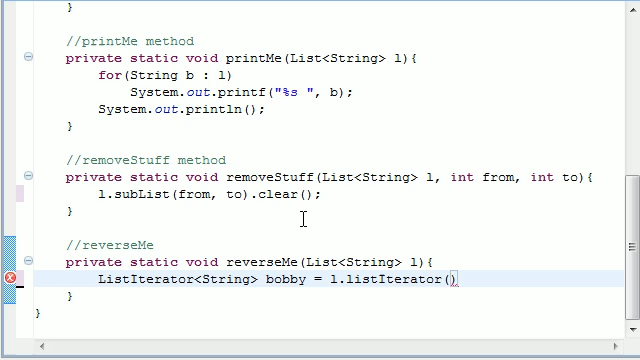 }
//printMe method
private static void printMe(List<String> l){
for(String b : l)
System.out.printf("%s ", b);
System.out.println();
}
//removeStuff method
private static void removeStuff(List<String> l, int from, int to){
l.subList(from, to).clear();
}
//reverseMe
private static void reverseMe(List<String> l){
ListIterator<String> bobby = l.listIterator()
}
}